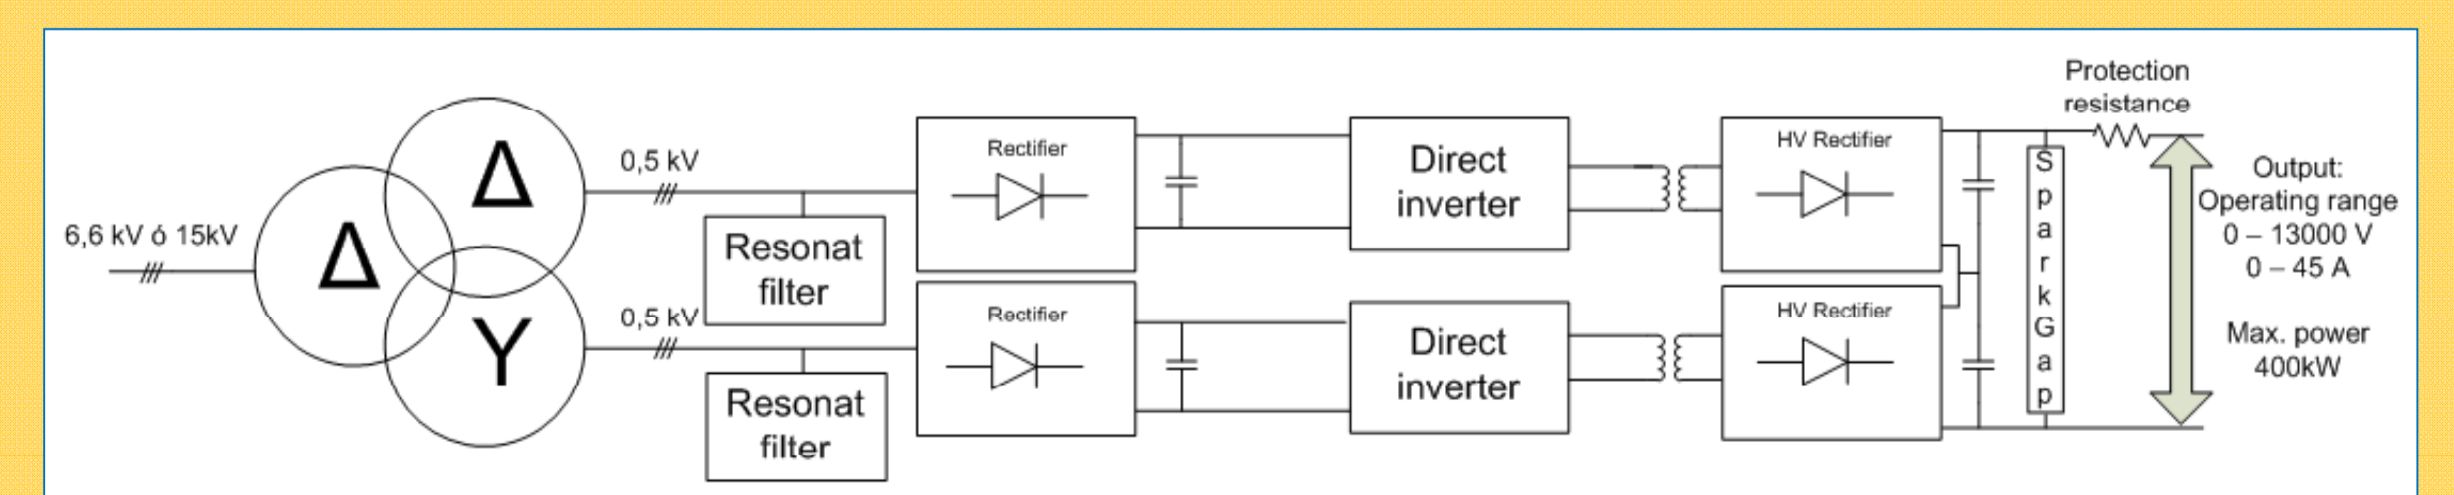 6,6 kV ó 15kV
Δ
Δ
Y
0,5 kV
Resonat
filter
0,5 kV
Resonat
filter
Rectifier
Rectifier
Direct
inverter
Direct
inverter
HV Rectifier
HV Rectifier
SparkGap
Protection
resistance
Output:
Operating range
0 – 13000 V
0 – 45 A
Max. power
400kW